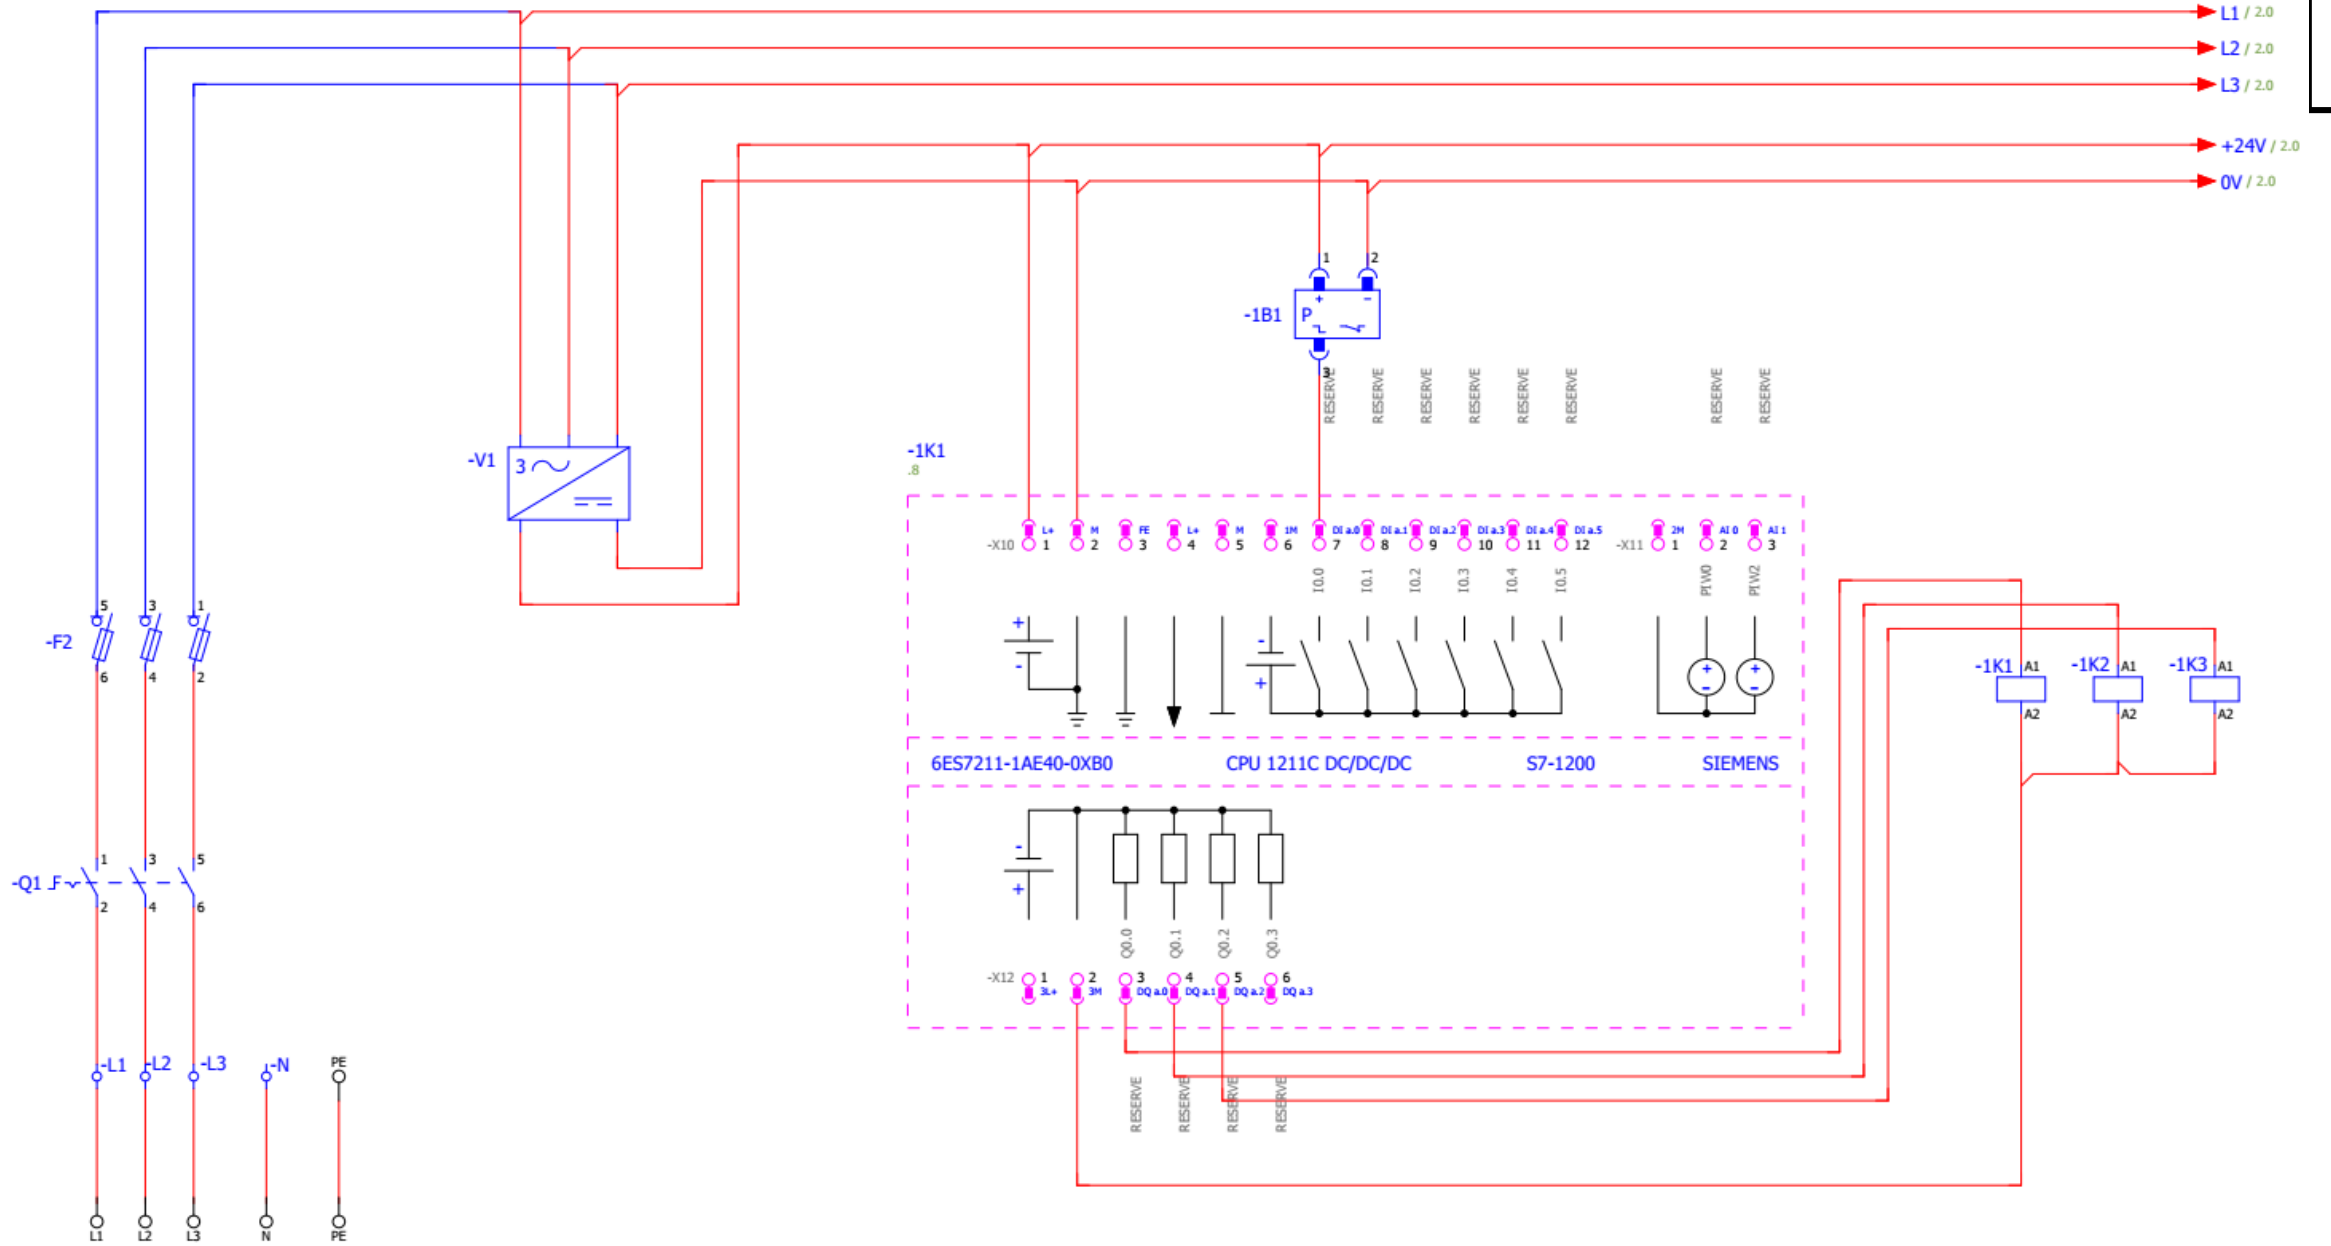 L1 / 2.0
L2 / 2.0
L3 / 2.0
+24V / 2.0
0V / 2.0
1 2
+ -
-1B1 P
3
RESERVE RESERVE RESERVE RESERVE RESERVE RESERVE RESERVE RESERVE
-V1 3
-1K1
.8
L+ M FE L+ M 1M DI a.0 DI a.1 DI a.2 DI a.3 DI a.4 DI a.5 2M AI 0 AI 1
-X10 1 2 3 4 5 6 7 8 9 10 11 12 -X11 1 2 3
I0.0 I0.1 I0.2 I0.3 I0.4 I0.5 PIW0 PIW2
5 3 1
-F2
6 4 2
+ - + +
- + - -
-1K1 A1 -1K2 A1 -1K3 A1
A2 A2 A2
6ES7211-1AE40-0XB0 CPU 1211C DC/DC/DC S7-1200 SIEMENS
1 3 5
-Q1
2 4 6
-
+
Q0.0 Q0.1 Q0.2 Q0.3
-X12 1 2 3 4 5 6
3L+ 3M DQ a.0 DQ a.1 DQ a.2 DQ a.3
RESERVE RESERVE RESERVE RESERVE
-L1 -L2 -L3 -N PE
L1 L2 L3 N PE